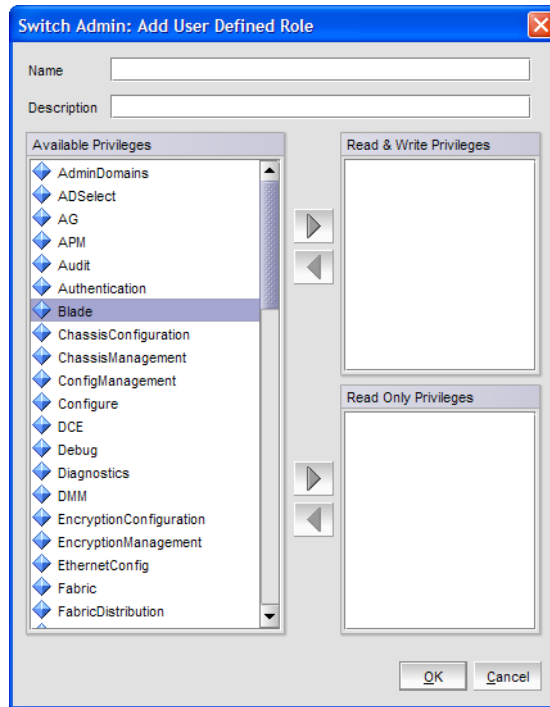 Switch Admin: Add User Defined Role
Name
Description
Available Privileges
AdminDomains
ADSelect
AG
APM
Audit
Authentication
Blade
ChassisConfiguration
ChassisManagement
ConfigManagement
Configure
DCE
Debug
Diagnostics
DMM
EncryptionConfiguration
EncryptionManagement
EthernetConfig
Fabric
FabricDistribution
Read & Write Privileges
Read Only Privileges
OK
Cancel